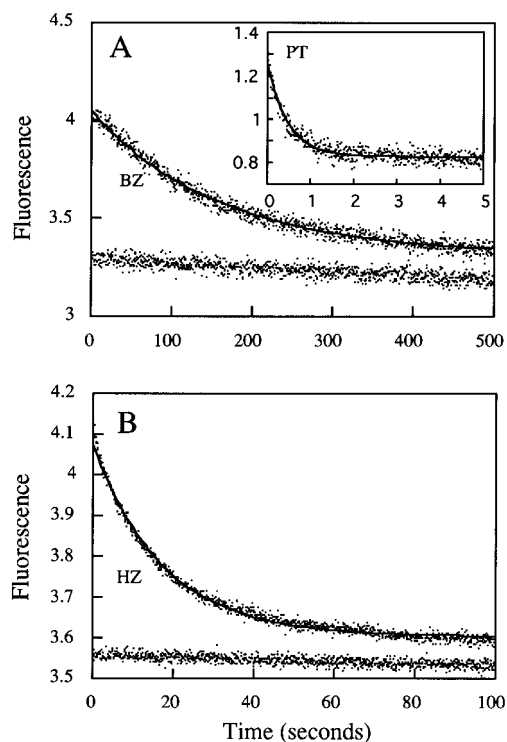 A
Fluorescence
4.5
4
3.5
3
BZ
0 100 200 300 400 500
PT
1.4
1.2
1
0.8
0 1 2 3 4 5
B
Fluorescence
4.2
4.1
4
3.9
3.8
3.7
3.6
3.5
HZ
0 20 40 60 80 100
Time (seconds)